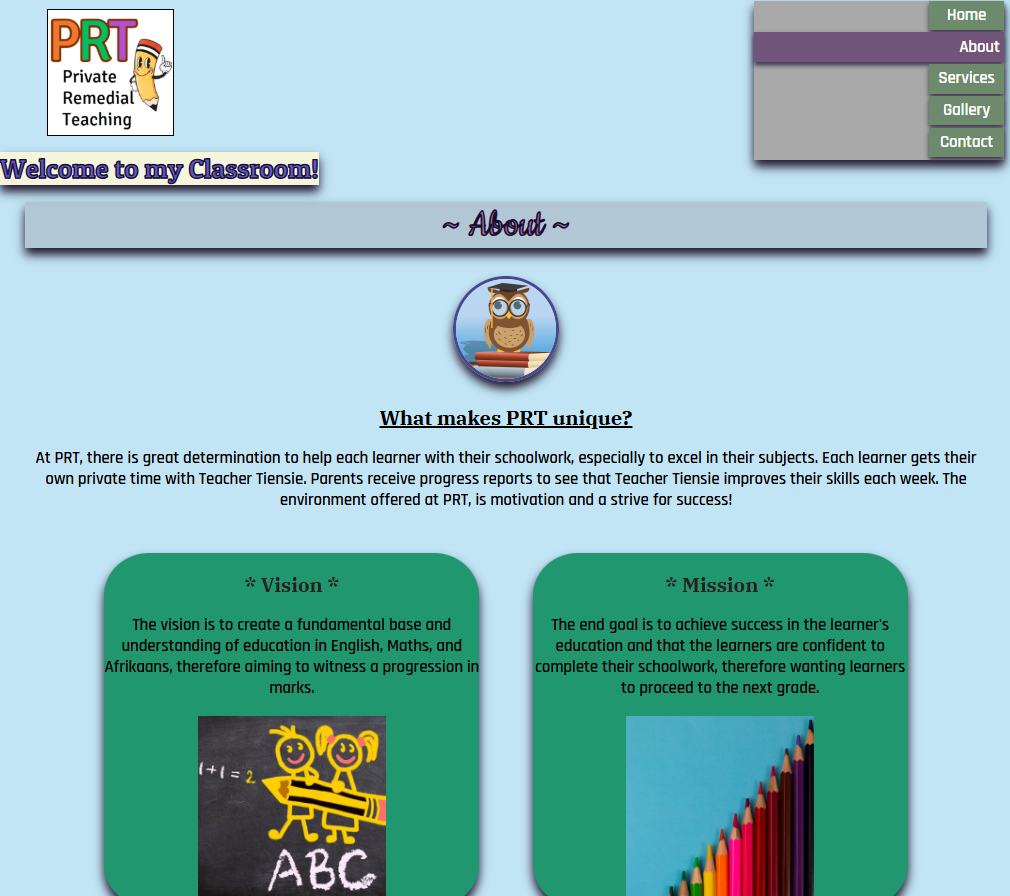 PRT
Private
Remedial
Teaching
Home
About
Services
Gallery
Contact
Welcome to my Classroom!
~ About ~
What makes PRT unique?
At PRT, there is great determination to help each learner with their schoolwork, especially to excel in their subjects. Each learner gets their
own private time with Teacher Tiensie. Parents receive progress reports to see that Teacher Tiensie improves their skills each week. The
environment offered at PRT, is motivation and a strive for success!
* Vision *
The vision is to create a fundamental base and
understanding of education in English, Maths, and
Afrikaans, therefore aiming to witness a progression in
marks.
1+1=2
ABC
* Mission *
The end goal is to achieve success in the learner's
education and that the learners are confident to
complete their schoolwork, therefore wanting learners
to proceed to the next grade.